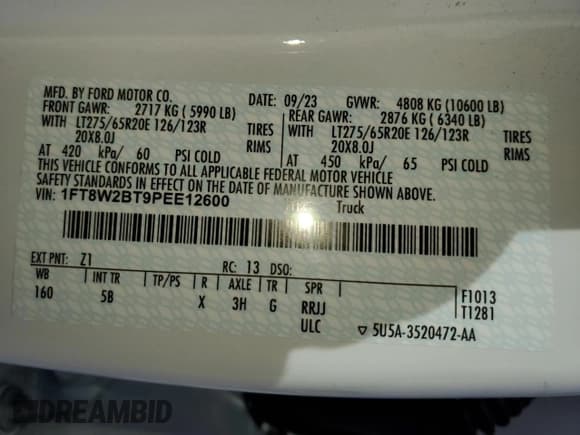 MFD. BY FORD MOTOR CO.
DATE: 09/23 GVWR: 4808 KG (10600 LB)
FRONT GAWR: 2717 KG (5990 LB)
REAR GAWR: 2876 KG (6340 LB)
WITH LT275/65R20E 126/123R TIRES
WITH LT275/65R20E 126/123R TIRES
20X8.0J RIMS
20X8.0J RIMS
AT 420 kPa/ 60 PSI COLD
AT 450 kPa/ 65 PSI COLD
THIS VEHICLE CONFORMS TO ALL APPLICABLE FEDERAL MOTOR VEHICLE
SAFETY STANDARDS IN EFFECT ON THE DATE OF MANUFACTURE SHOWN ABOVE.
VIN: 1FT8W2BT9PEE12600
Truck
EXT PNT: Z1 RC: 13 DSO:
WB INT TR TP/PS R AXLE TR SPR
160 5B X 3H G RRJJ
ULC
F1013
T1281
5U5A-3520472-AA
DREAMBID